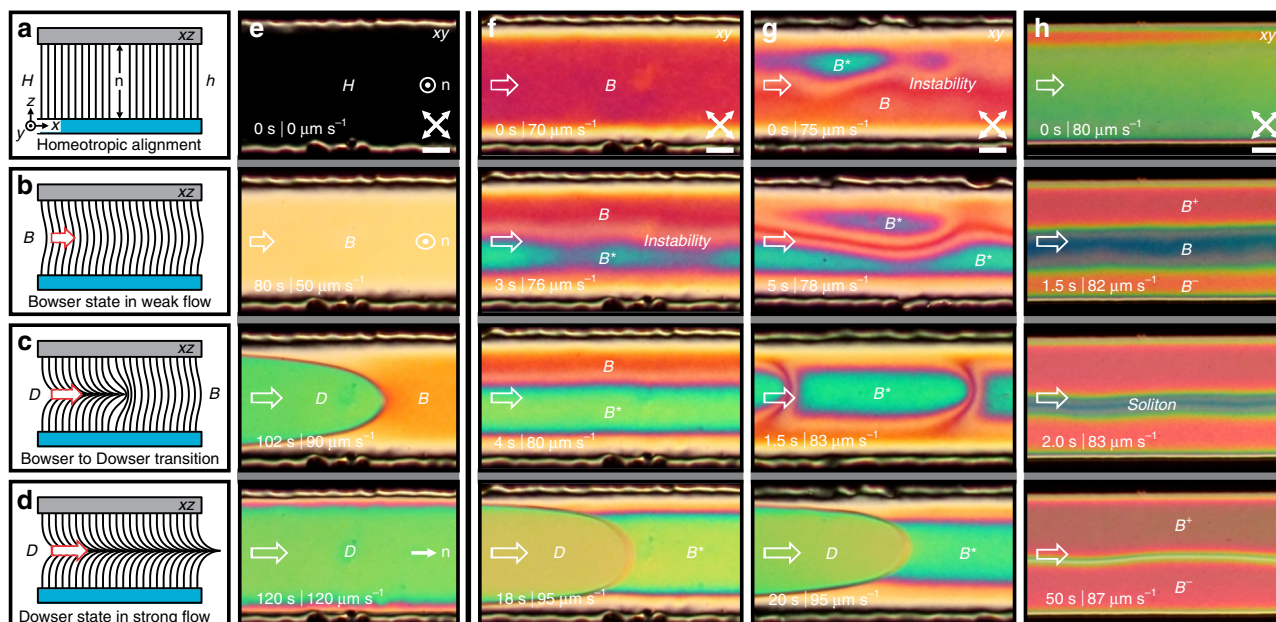 a
xz
H
n
h
z
y
x
Homeotropic alignment
b
xz
B
Bowser state in weak flow
c
xz
D
B
Bowser to Dowser transition
d
xz
D
Dowser state in strong flow
e
xy
H
n
0 s | 0 μm s⁻¹
B
n
80 s | 50 μm s⁻¹
D
B
102 s | 90 μm s⁻¹
D
n
120 s | 120 μm s⁻¹
f
xy
B
0 s | 70 μm s⁻¹
B
Instability
B*
3 s | 76 μm s⁻¹
B
B*
4 s | 80 μm s⁻¹
D
B*
18 s | 95 μm s⁻¹
g
xy
B*
Instability
B
0 s | 75 μm s⁻¹
B*
B*
5 s | 78 μm s⁻¹
B*
1.5 s | 83 μm s⁻¹
D
B*
20 s | 95 μm s⁻¹
h
0 s | 80 μm s⁻¹
B⁺
B
B⁻
1.5 s | 82 μm s⁻¹
Soliton
2.0 s | 83 μm s⁻¹
B⁺
B⁻
50 s | 87 μm s⁻¹